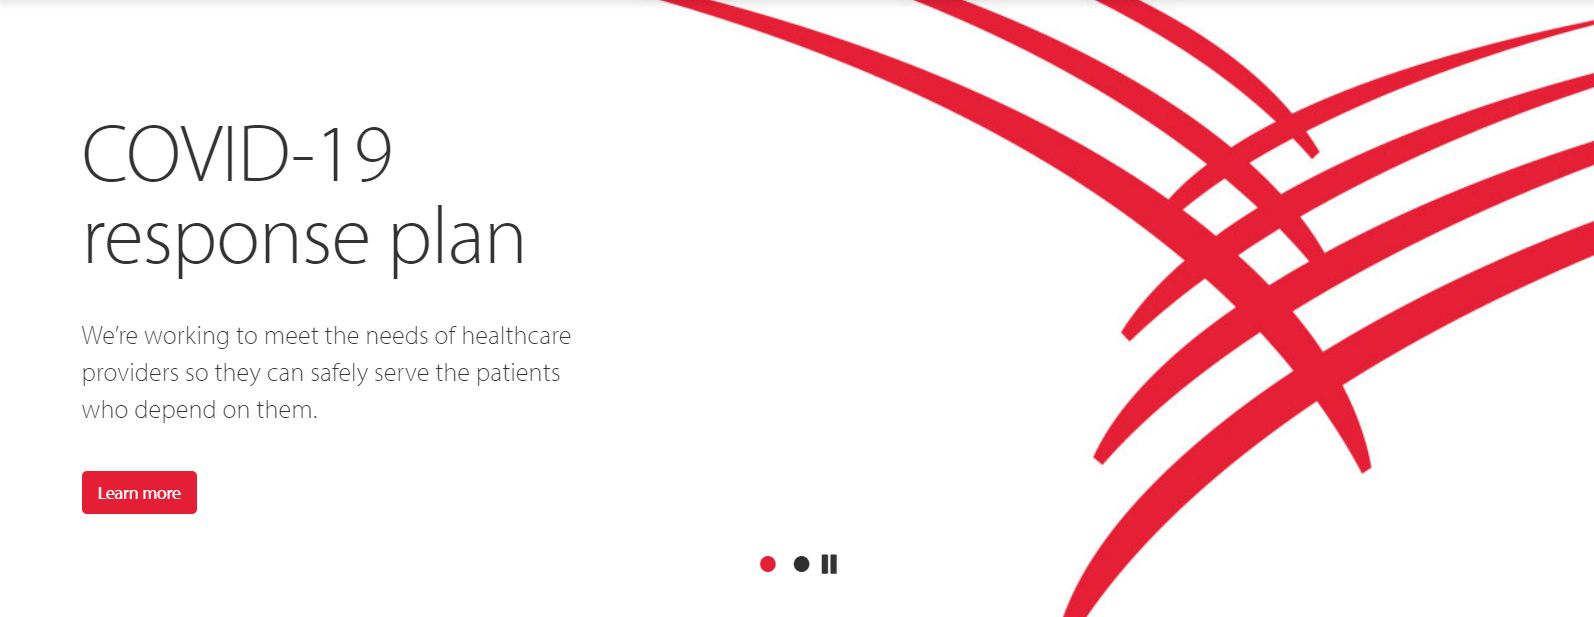 COVID-19
response plan
We’re working to meet the needs of healthcare
providers so they can safely serve the patients
who depend on them.
Learn more